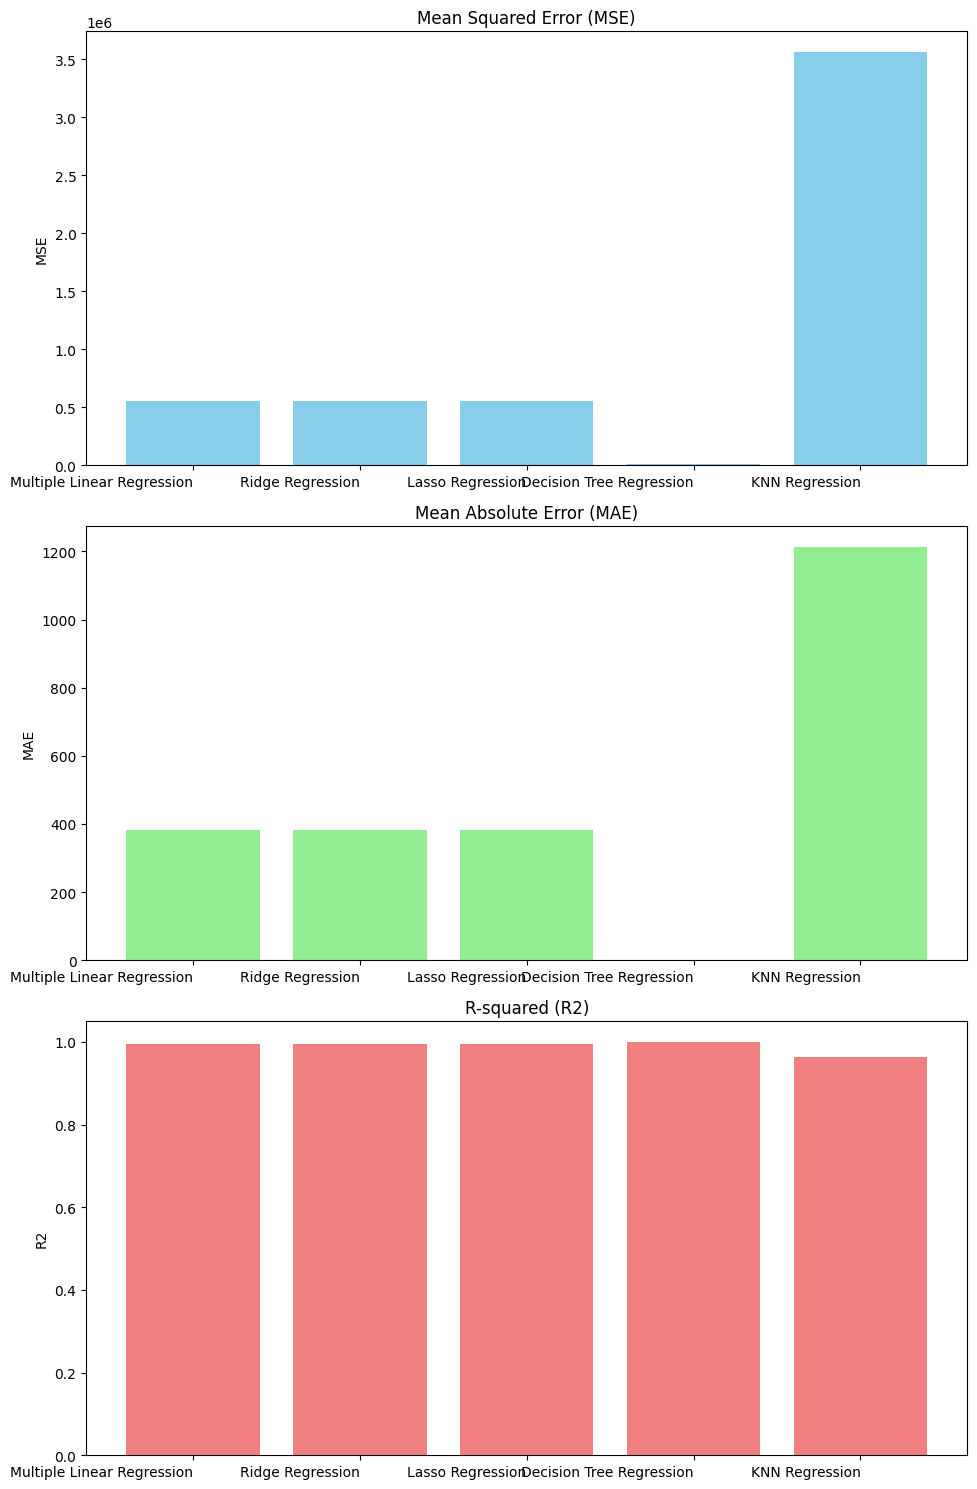 Mean Squared Error (MSE)
1e6
3.5
3.0
2.5
2.0
1.5
1.0
0.5
0.0
MSE
Multiple Linear Regression Ridge Regression Lasso Regression Decision Tree Regression KNN Regression
Mean Absolute Error (MAE)
1200
1000
800
600
400
200
0
MAE
Multiple Linear Regression Ridge Regression Lasso Regression Decision Tree Regression KNN Regression
R-squared (R2)
1.0
0.8
0.6
0.4
0.2
0.0
R2
Multiple Linear Regression Ridge Regression Lasso Regression Decision Tree Regression KNN Regression